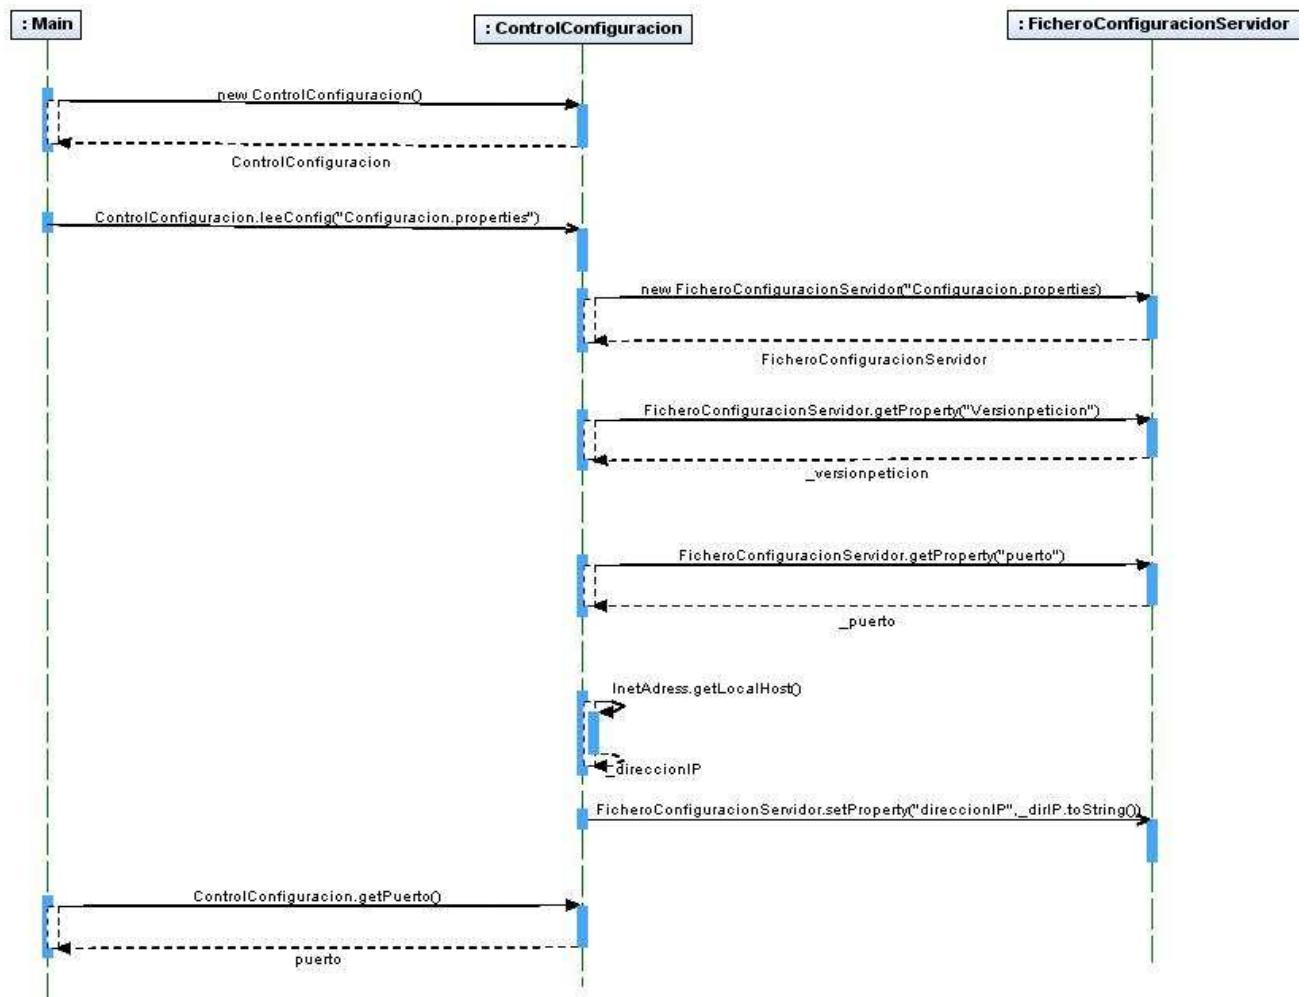 : Main
: ControlConfiguracion
: FicheroConfiguracionServidor
new ControlConfiguracion()
ControlConfiguracion
ControlConfiguracion.leeConfig("Configuracion.properties")
new FicheroConfiguracionServidor("Configuracion.properties)
FicheroConfiguracionServidor
FicheroConfiguracionServidor.getProperty("Versionpeticion")
_versionpeticion
FicheroConfiguracionServidor.getProperty("puerto")
_puerto
InetAdress.getLocalHost()
_direccionIP
FicheroConfiguracionServidor.setProperty("direccionIP",_dirIP.toString())
ControlConfiguracion.getPuerto()
puerto